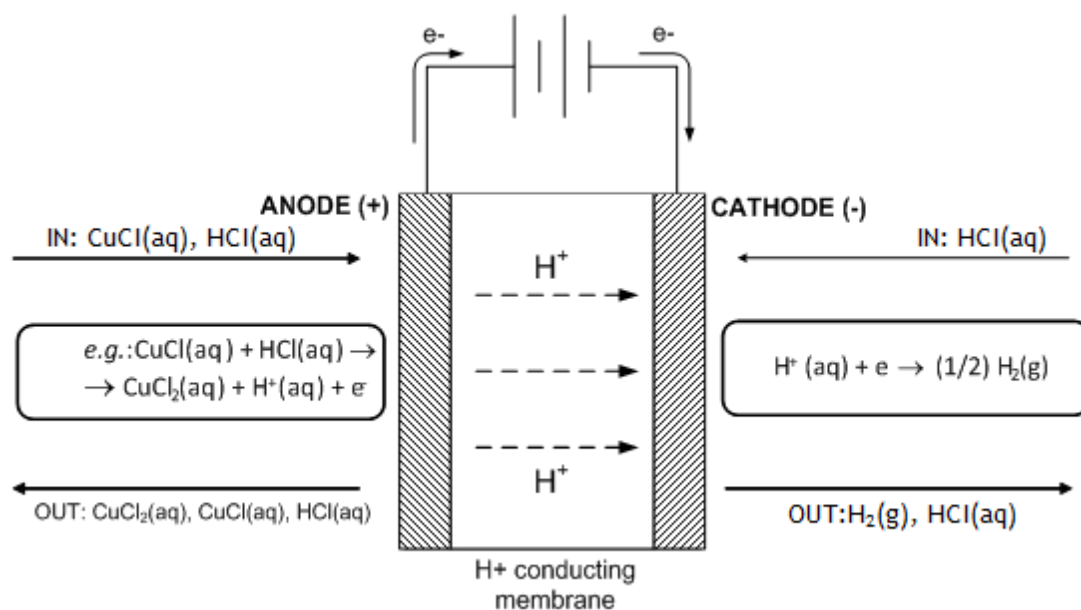 e-
e-
ANODE (+)
CATHODE (-)
IN: CuCl(aq), HCl(aq)
IN: HCl(aq)
H⁺
e.g.:CuCl(aq) + HCl(aq) →
→ CuCl₂(aq) + H⁺(aq) + e⁻
H⁺ (aq) + e → (1/2) H₂(g)
H⁺
OUT: CuCl₂(aq), CuCl(aq), HCl(aq)
OUT:H₂(g), HCl(aq)
H+ conducting
membrane